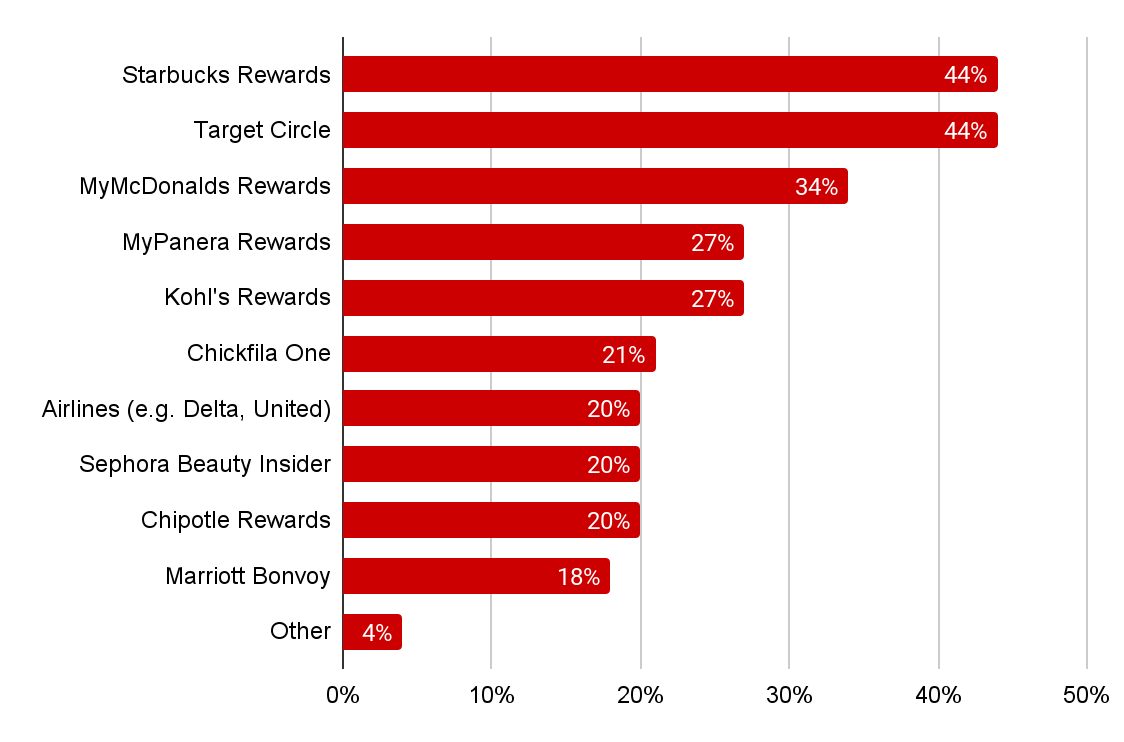 Starbucks Rewards 44%
Target Circle 44%
MyMcDonalds Rewards 34%
MyPanera Rewards 27%
Kohl's Rewards 27%
Chickfila One 21%
Airlines (e.g. Delta, United) 20%
Sephora Beauty Insider 20%
Chipotle Rewards 20%
Marriott Bonvoy 18%
Other 4%
0% 10% 20% 30% 40% 50%